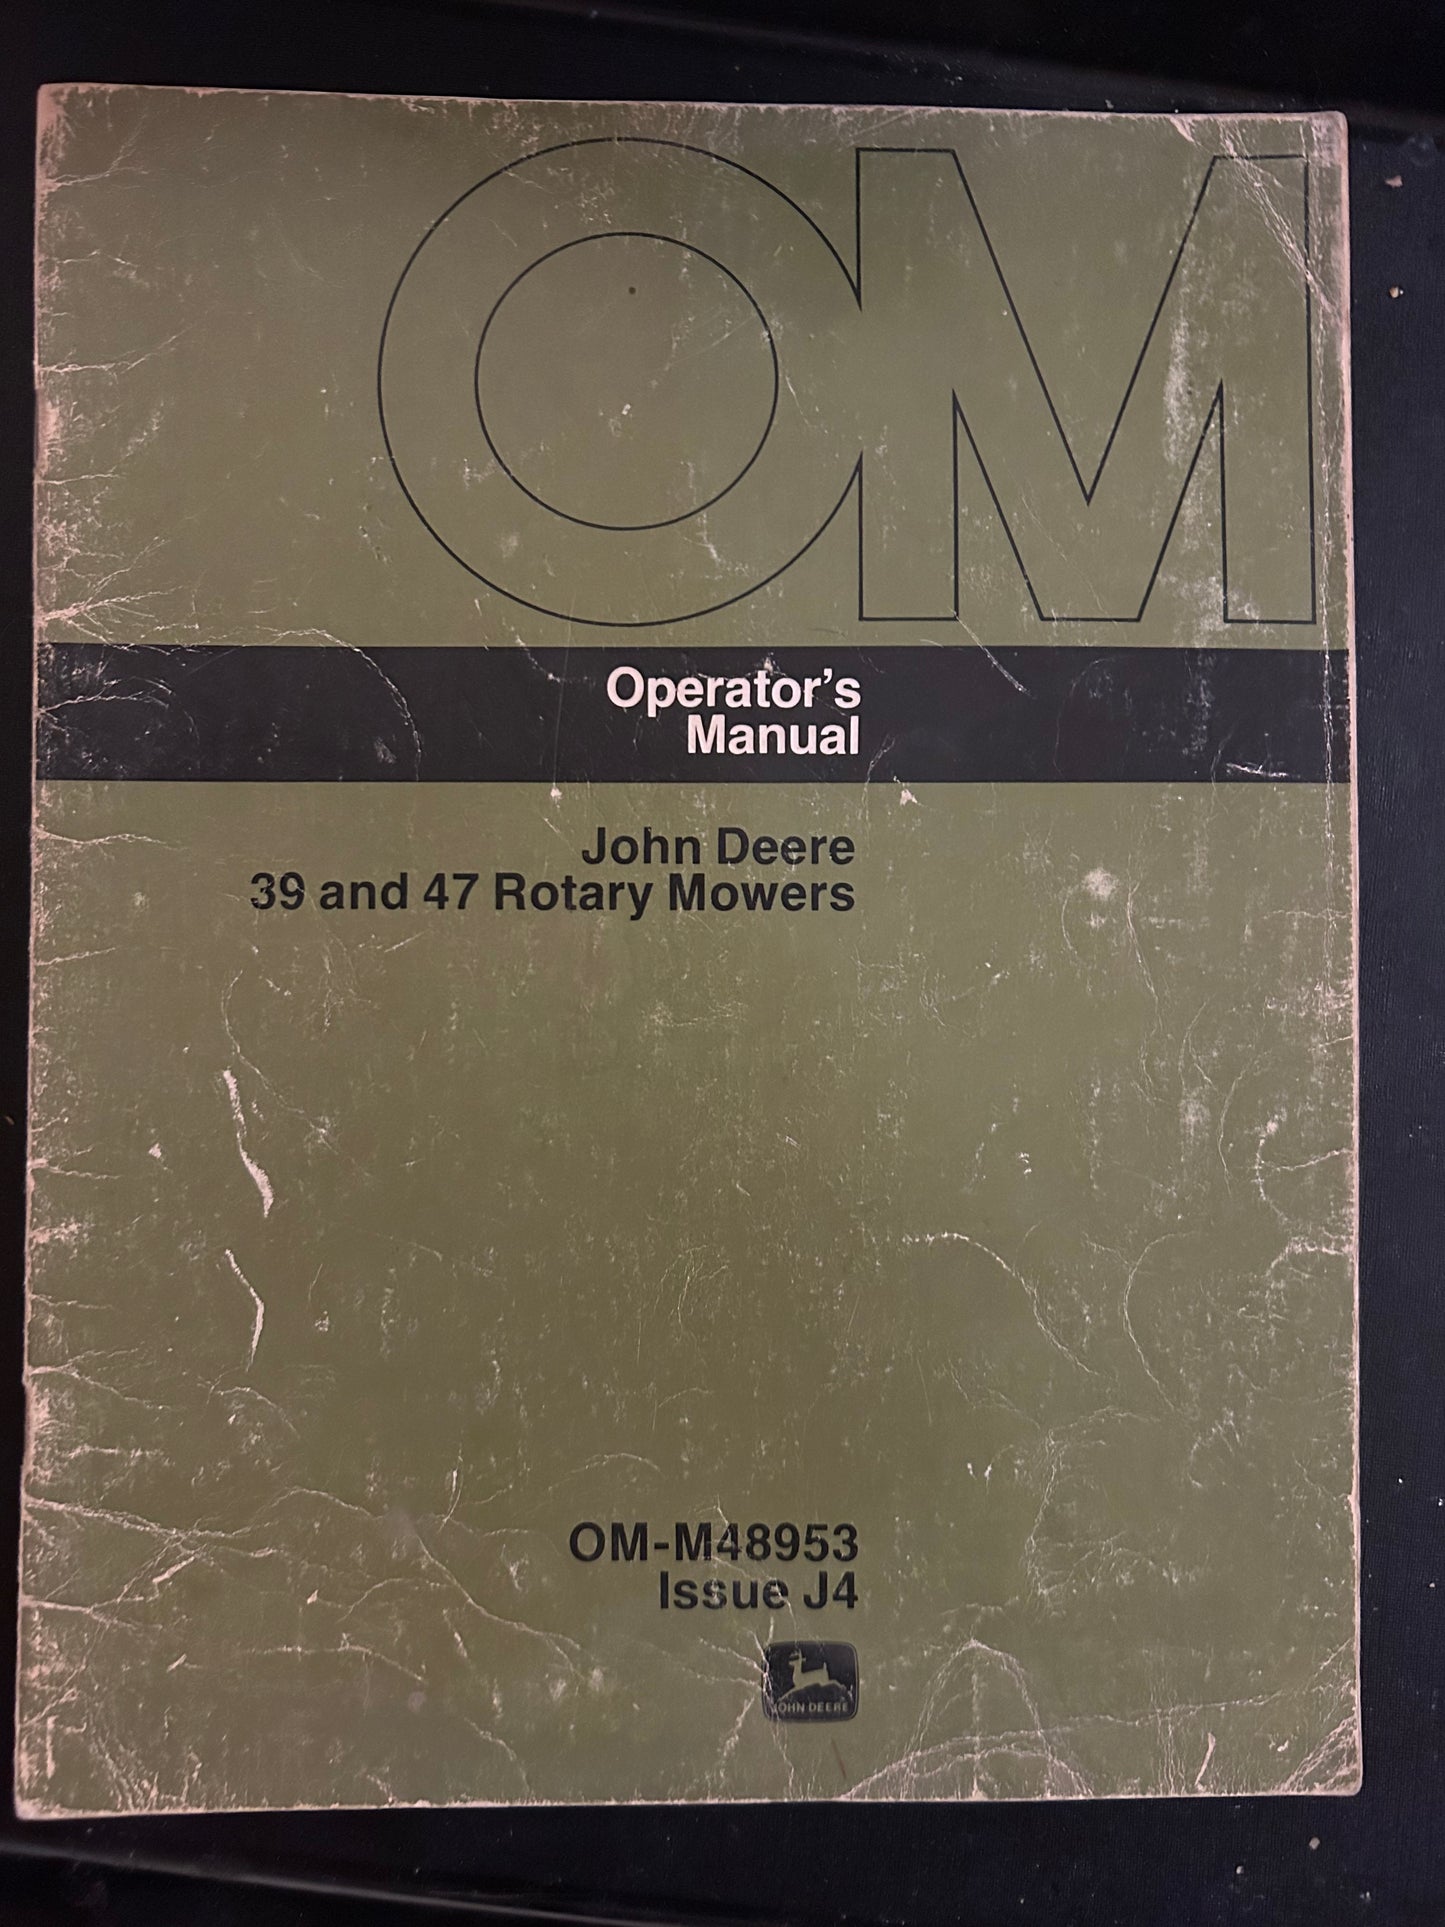 OM
Operator's
Manual
John Deere
39 and 47 Rotary Mowers
OM-M48953
Issue J4
JOHN DEERE